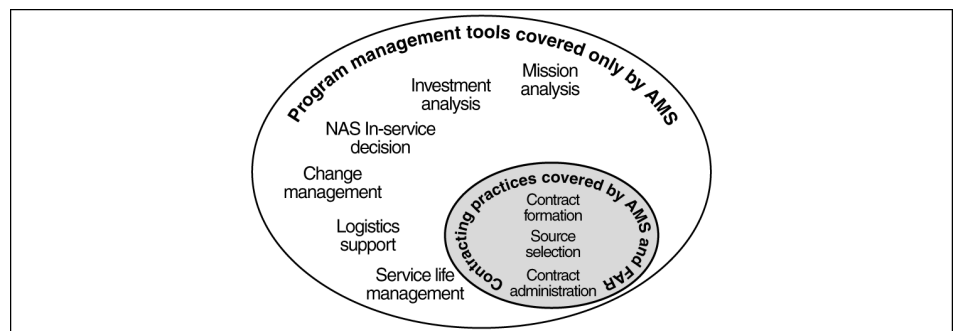 Program management tools covered only by AMS
Mission
analysis
Investment
analysis
NAS In-service
decision
Change
management
Logistics
support
Service life
management
Contracting practices covered by AMS and FAR
Contract
formation
Source
selection
Contract
administration